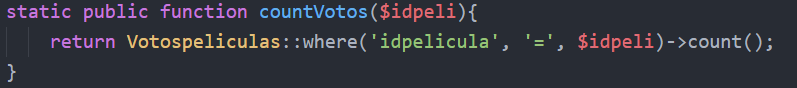 static public function countVotos($idpeli){
    return Votospeliculas::where('idpelicula', '=', $idpeli)->count();
}